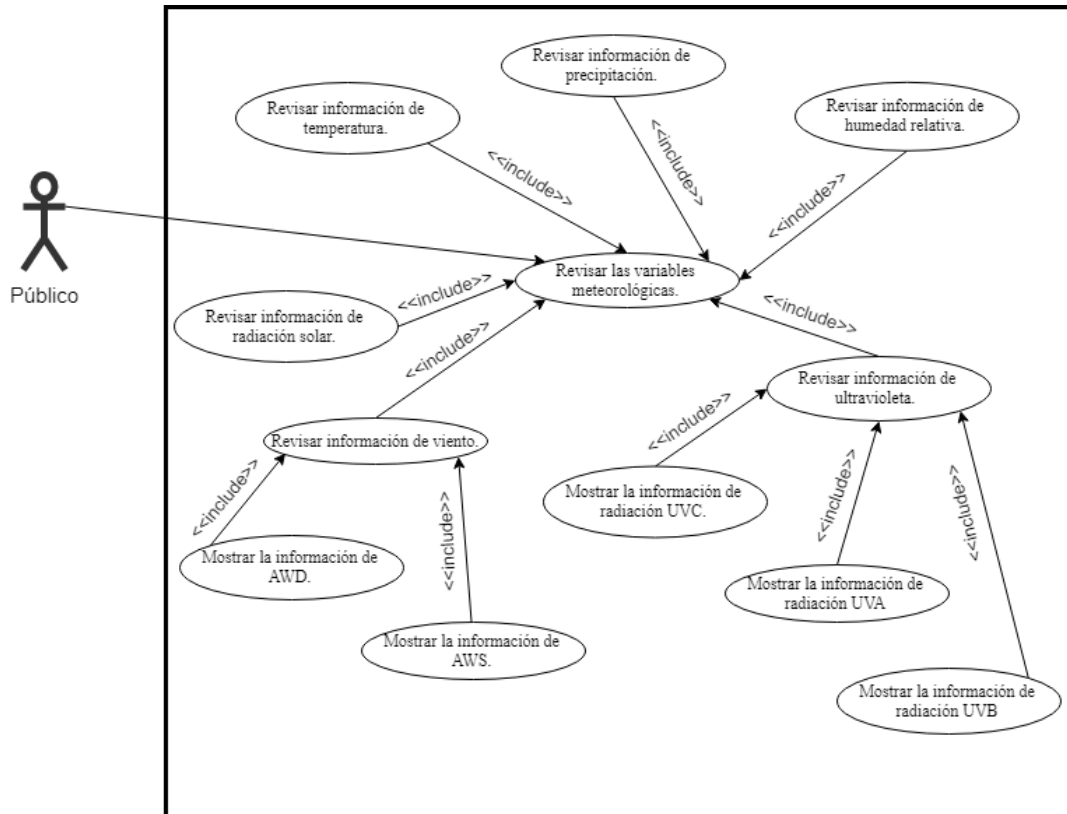 Revisar información de
precipitación.
Revisar información de
temperatura.
Revisar información de
humedad relativa.
<<include>>
<<include>>
<<include>>
Público
Revisar las variables
meteorológicas.
<<include>>
Revisar información de
radiación solar.
<<include>>
<<include>>
Revisar información de
ultravioleta.
Revisar información de viento.
<<include>>
<<include>>
<<include>>
<<include>>
<<include>>
Mostrar la información de
radiación UVC.
Mostrar la información de
AWD.
Mostrar la información de
radiación UVA
Mostrar la información de
AWS.
Mostrar la información de
radiación UVB